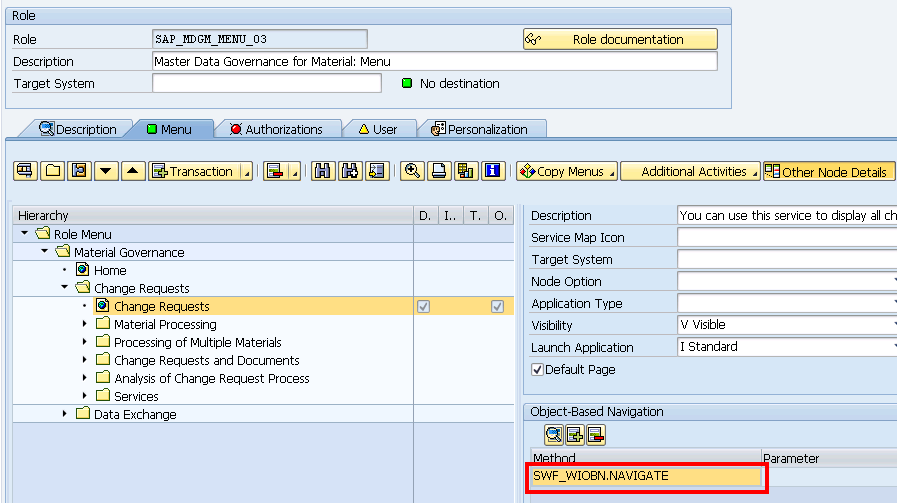 Role
Role SAP_MDGM_MENU_03 Role documentation
Description Master Data Governance for Material: Menu
Target System No destination
Description Menu Authorizations User Personalization
Transaction Copy Menus Additional Activities Other Node Details
Hierarchy D. I.. T. O.
Role Menu
Material Governance
Home
Change Requests
Change Requests
Material Processing
Processing of Multiple Materials
Change Requests and Documents
Analysis of Change Request Process
Services
Data Exchange
Description You can use this service to display all ch
Service Map Icon
Target System
Node Option
Application Type
Visibility V Visible
Launch Application I Standard
Default Page
Object-Based Navigation
Method Parameter
SWF_WIOBN.NAVIGATE